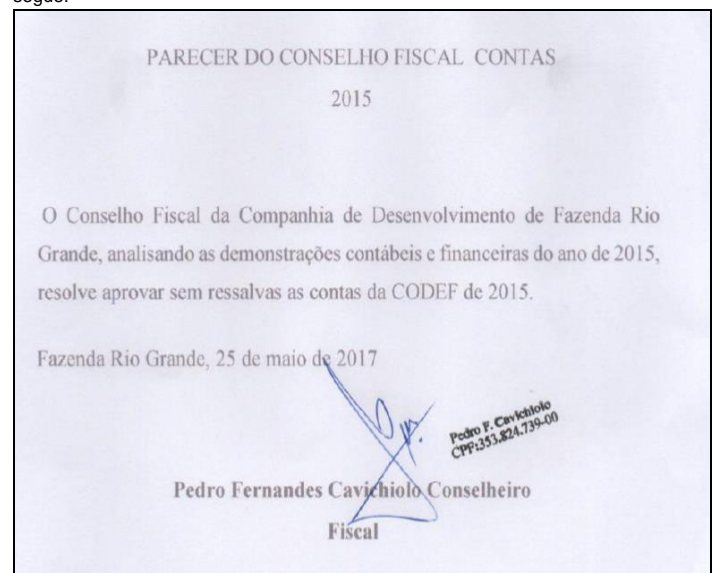 PARECER DO CONSELHO FISCAL CONTAS
2015
O Conselho Fiscal da Companhia de Desenvolvimento de Fazenda Rio
Grande, analisando as demonstrações contábeis e financeiras do ano de 2015,
resolve aprovar sem ressalvas as contas da CODEF de 2015.
Fazenda Rio Grande, 25 de maio de 2017
Pedro F. Cavichiolo
CPF:353.824.739-00
Pedro Fernandes Cavichiolo Conselheiro
Fiscal